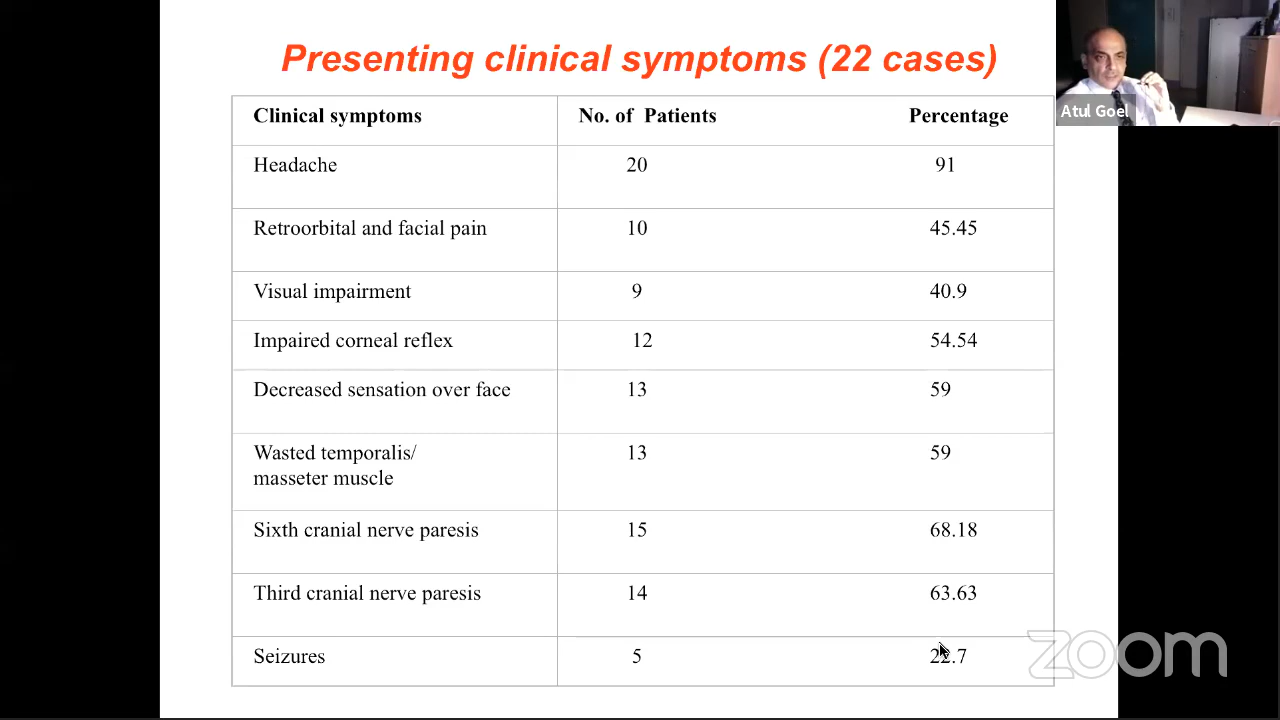 Presenting clinical symptoms (22 cases)
Atul Goel
Clinical symptoms No. of Patients Percentage
Headache 20 91
Retroorbital and facial pain 10 45.45
Visual impairment 9 40.9
Impaired corneal reflex 12 54.54
Decreased sensation over face 13 59
Wasted temporalis/ 13 59
masseter muscle
Sixth cranial nerve paresis 15 68.18
Third cranial nerve paresis 14 63.63
Seizures 5 22.7
zoom